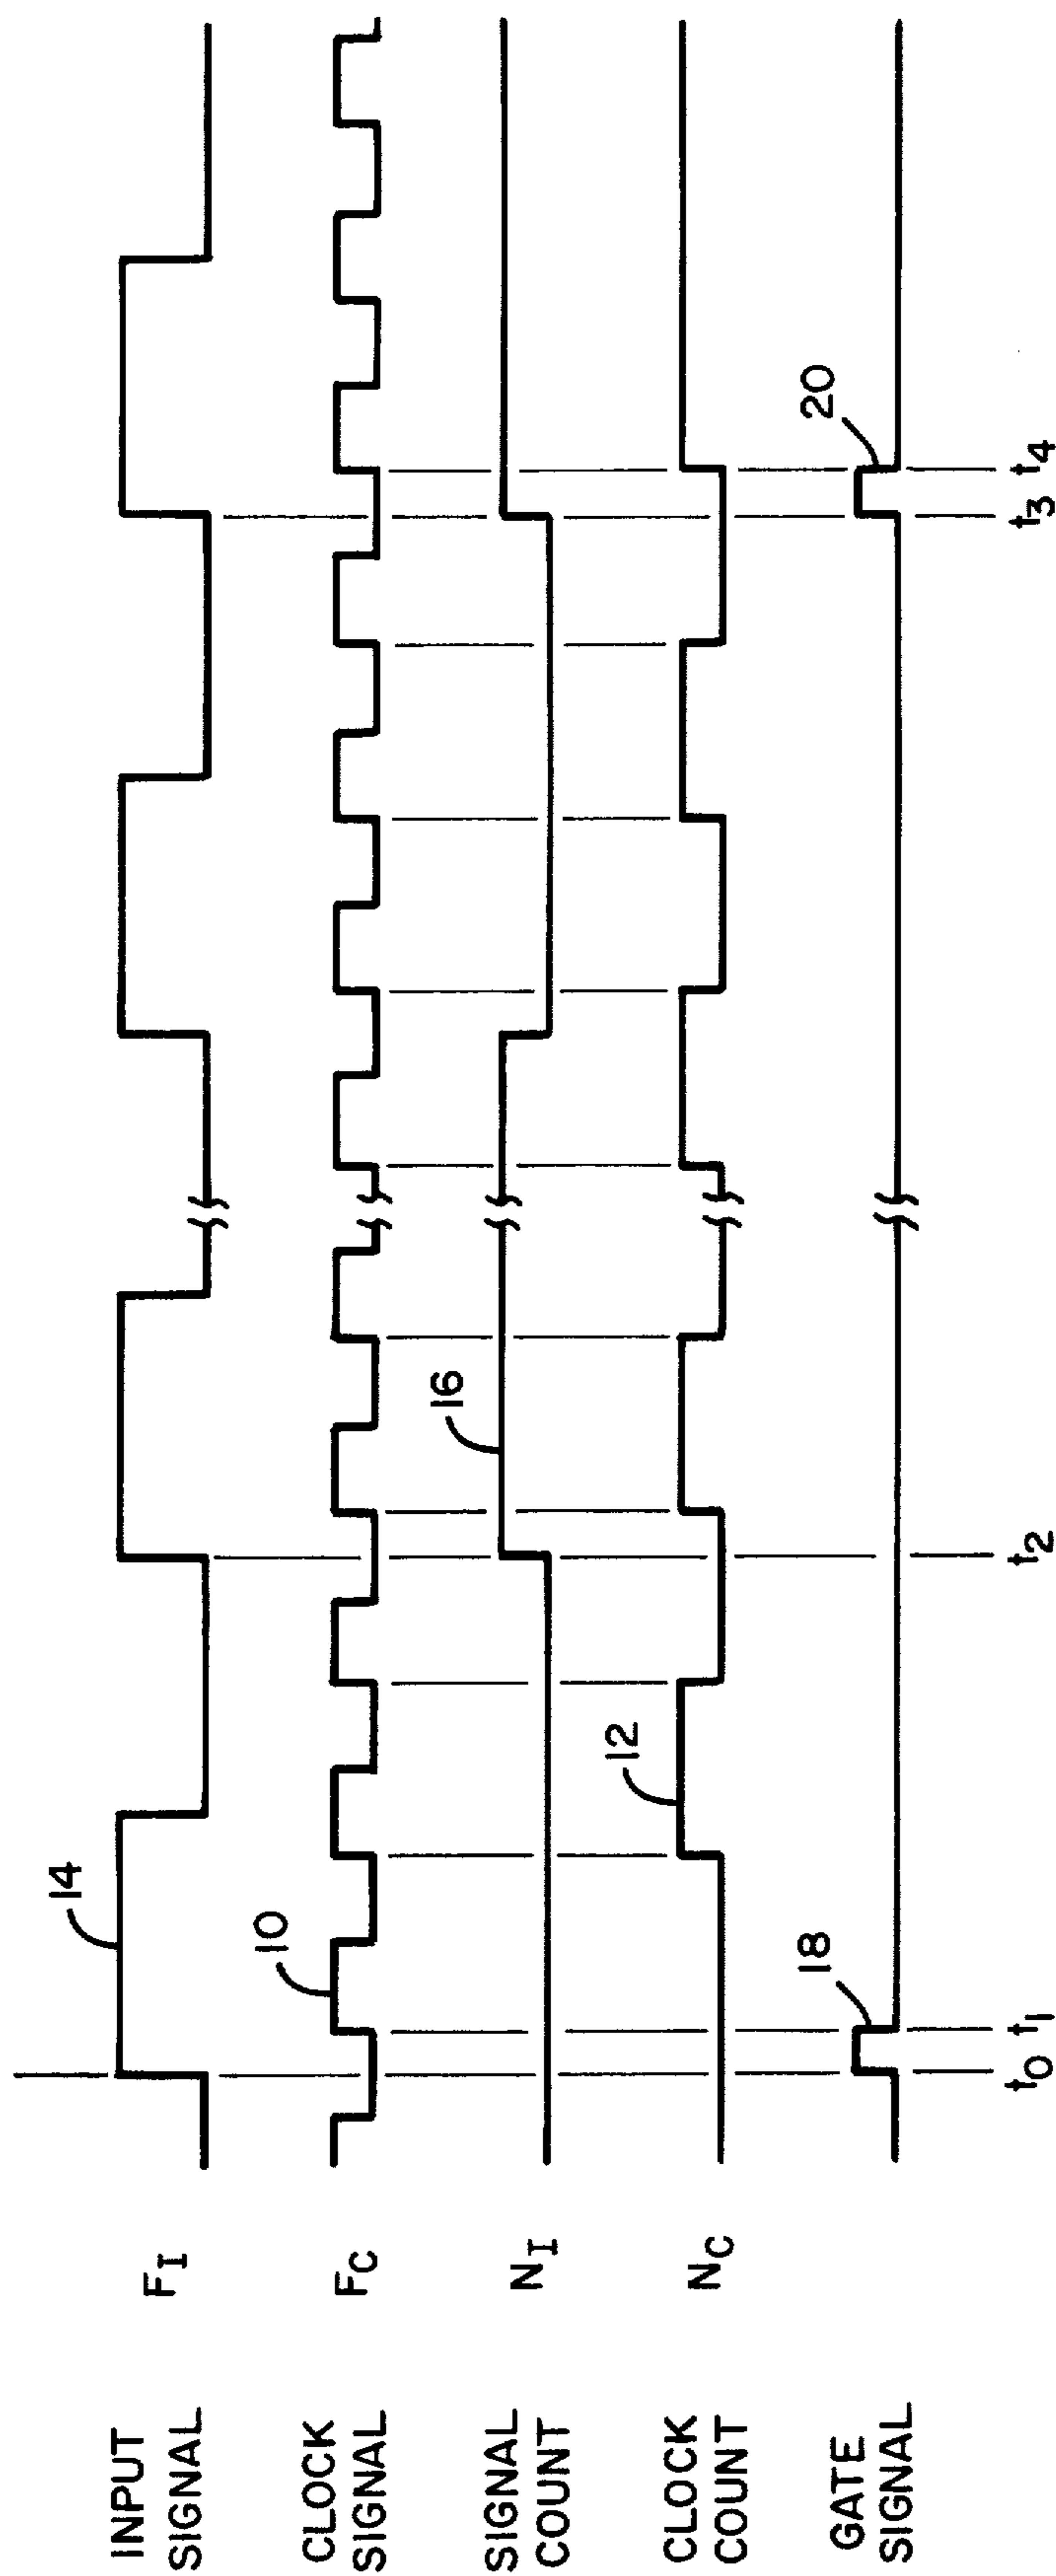 INPUT
SIGNAL
F_I
14
CLOCK
SIGNAL
F_C
10
SIGNAL
COUNT
N_I
16
CLOCK
COUNT
N_C
12
GATE
SIGNAL
18
20
t_0 t_1 t_2 t_3 t_4